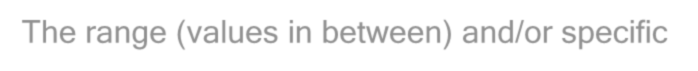 The range (values in between) and/or specific